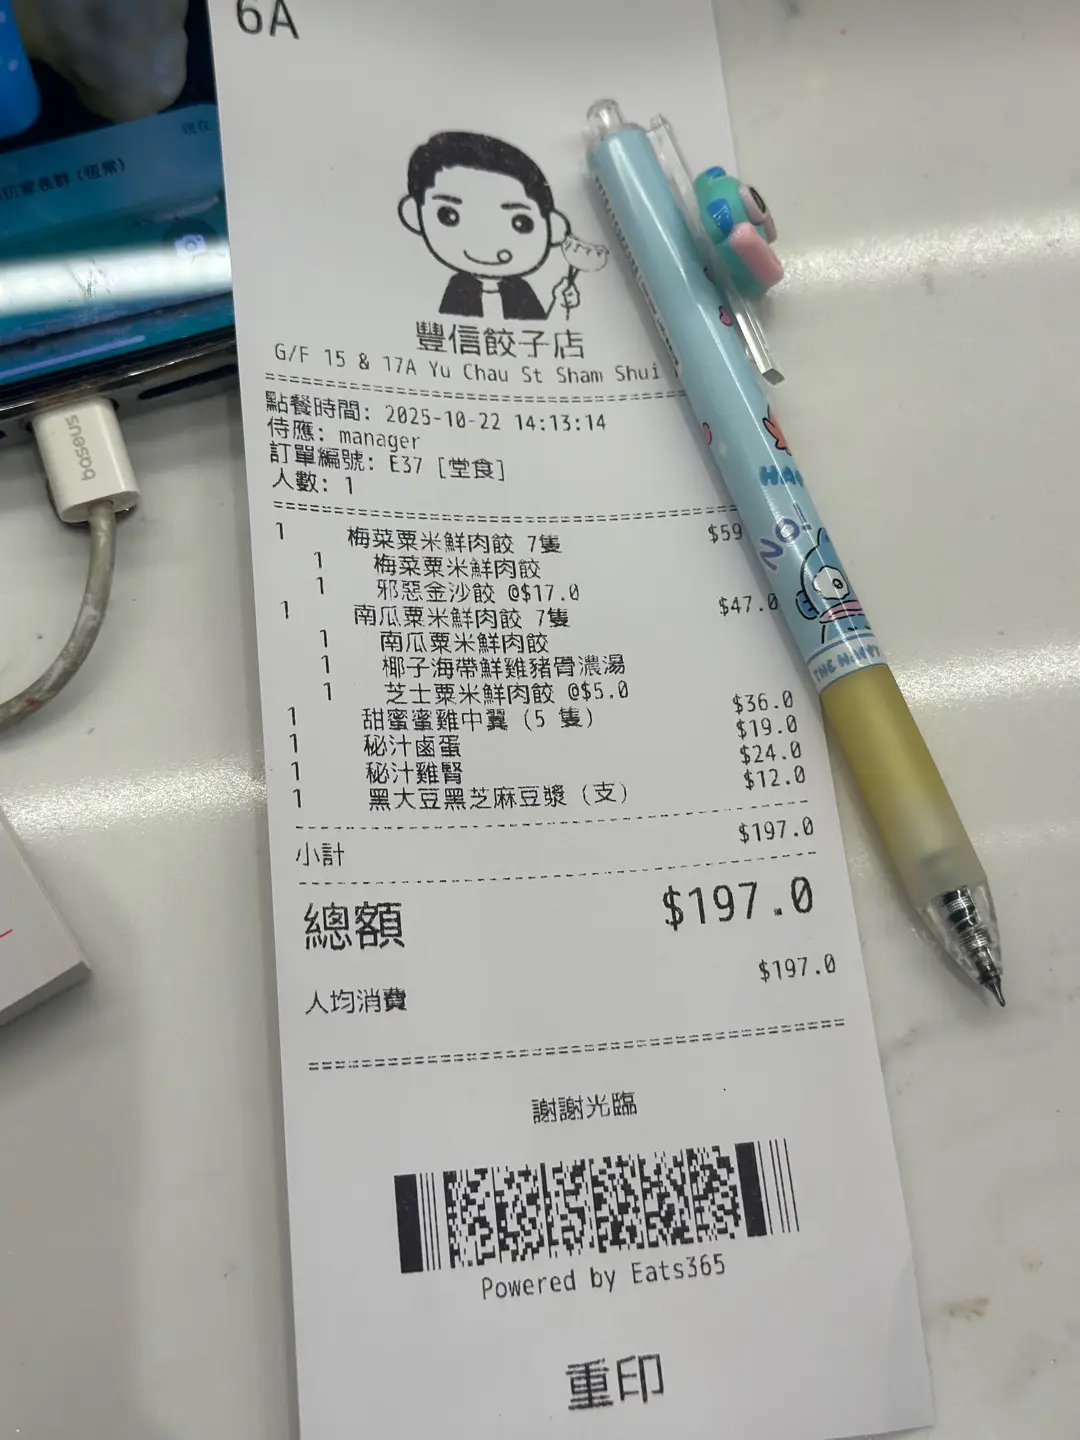 6A
現在
豐信餃子店
G/F 15 & 17A Yu Chau St Sham Shui
點餐時間: 2025-10-22 14:13:14
侍應: manager
訂單編號: E37 [堂食]
人數: 1
1 梅菜粟米鮮肉餃 7隻 $59
1 梅菜粟米鮮肉餃
1 邪惡金沙餃 @$17.0
1 南瓜粟米鮮肉餃 7隻 $47.0
1 南瓜粟米鮮肉餃
1 椰子海帶鮮雞豬骨濃湯
1 芝士粟米鮮肉餃 @$5.0
1 甜蜜蜜雞中翼 (5 隻) $36.0
1 秘汁鹵蛋 $19.0
1 秘汁雞腎 $24.0
1 黑大豆黑芝麻豆漿 (支) $12.0
小計 $197.0
總額 $197.0
人均消費 $197.0
謝謝光臨
Powered by Eats365
重印
baseus
HA
NO!
THE HAPPY